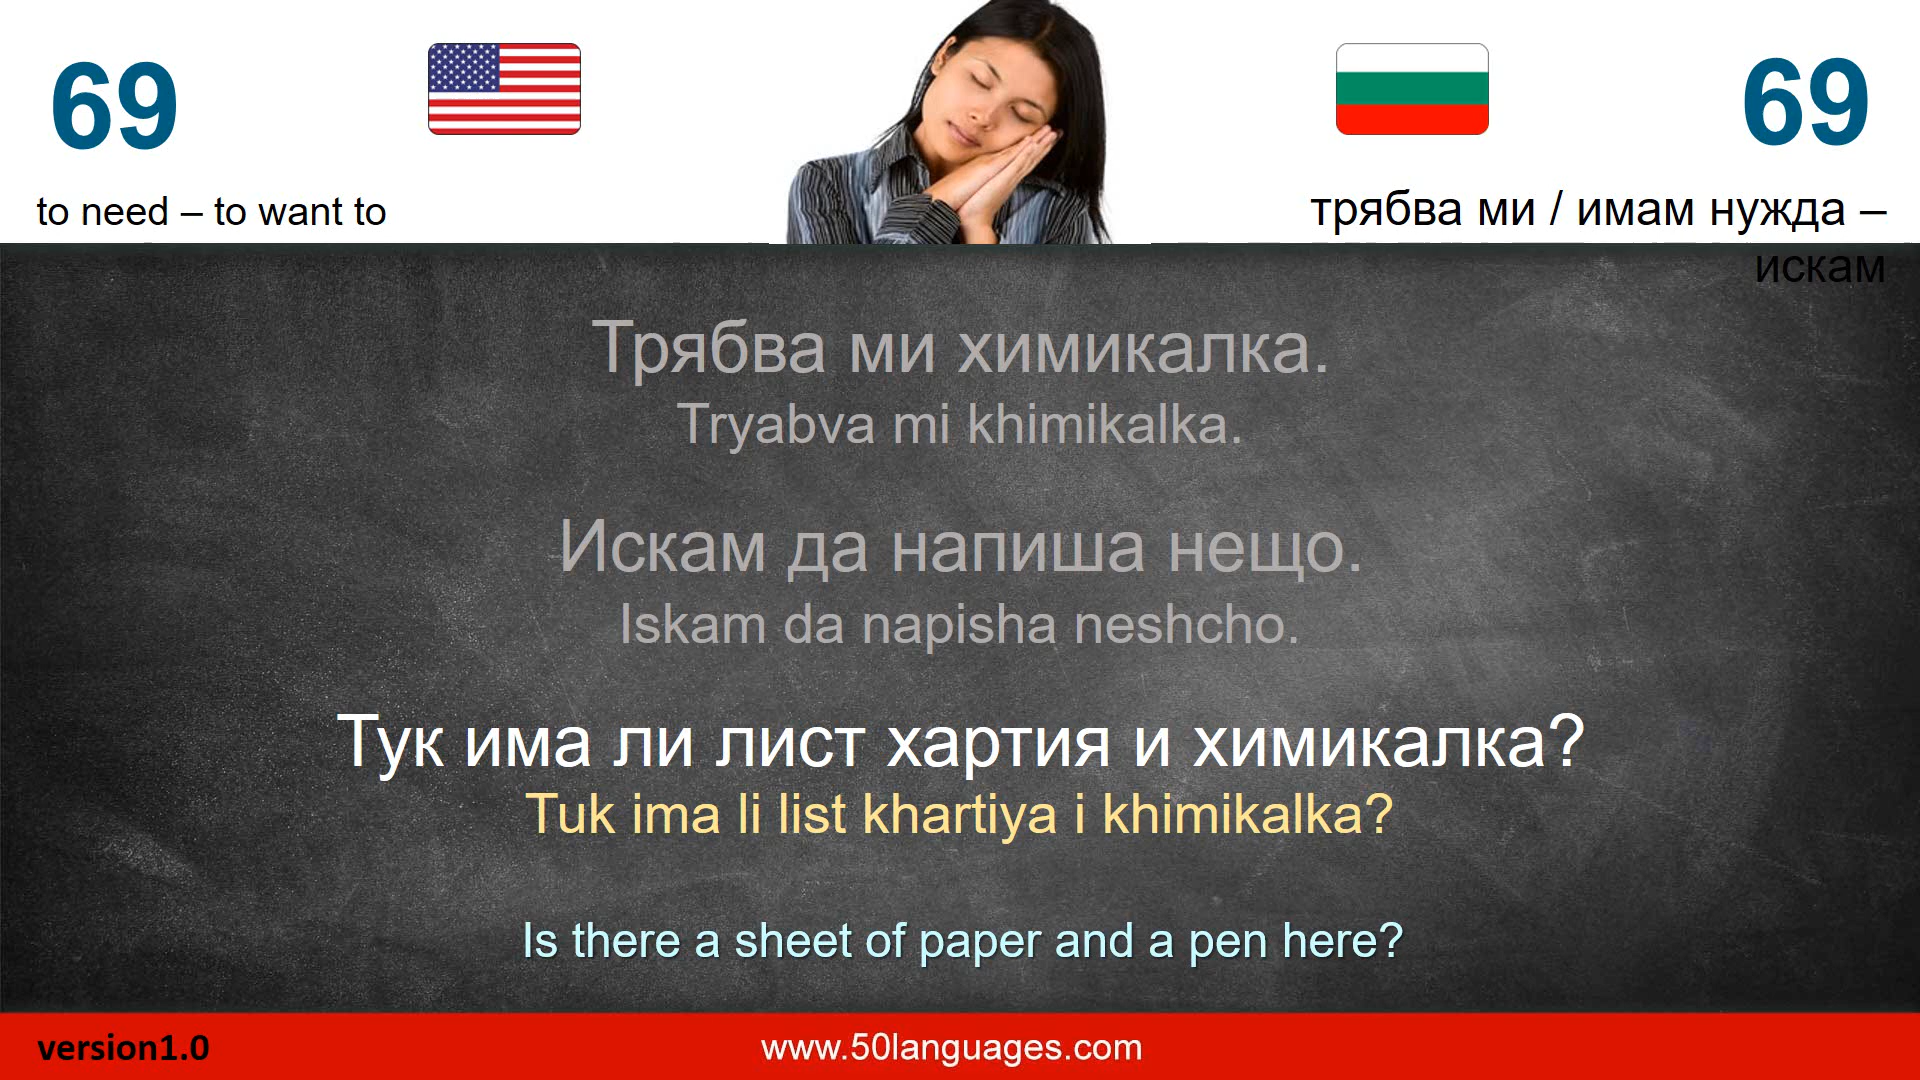 69
69
to need – to want to
трябва ми / имам нужда –
искам
Трябва ми химикалка.
Tryabva mi khimikalka.
Искам да напиша нещо.
Iskam da napisha neshcho.
Тук има ли лист хартия и химикалка?
Tuk ima li list khartiya i khimikalka?
Is there a sheet of paper and a pen here?
version1.0
www.50languages.com